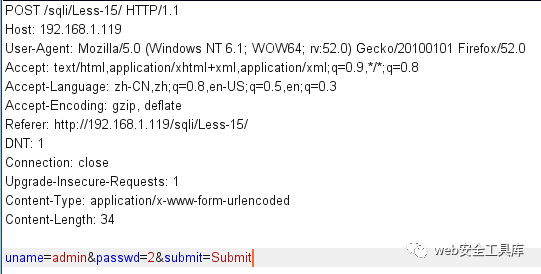 POST /sqli/Less-15/ HTTP/1.1
Host: 192.168.1.119
User-Agent: Mozilla/5.0 (Windows NT 6.1; WOW64; rv:52.0) Gecko/20100101 Firefox/52.0
Accept: text/html,application/xhtml+xml,application/xml;q=0.9,*/*;q=0.8
Accept-Language: zh-CN,zh;q=0.8,en-US;q=0.5,en;q=0.3
Accept-Encoding: gzip, deflate
Referer: http://192.168.1.119/sqli/Less-15/
DNT: 1
Connection: close
Upgrade-Insecure-Requests: 1
Content-Type: application/x-www-form-urlencoded
Content-Length: 34
uname=admin&passwd=2&submit=Submit
web安全工具库